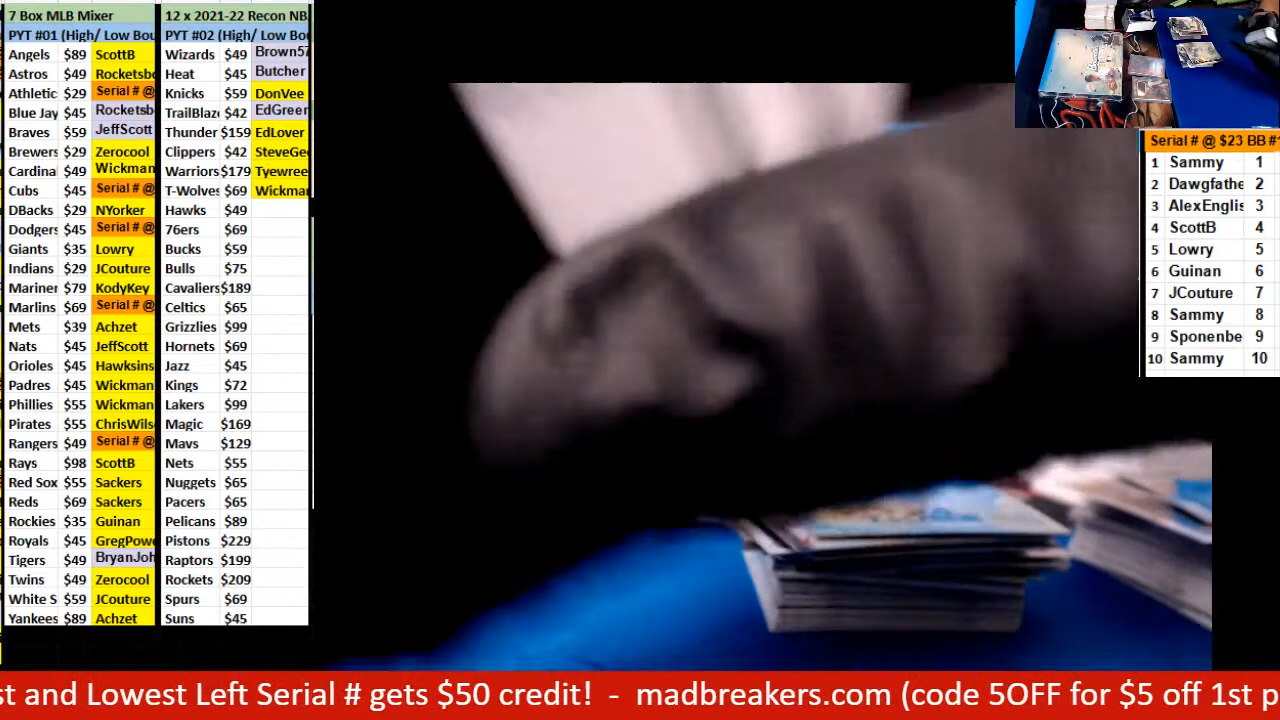 7 Box MLB Mixer
PYT #01 (High/ Low Bou
Angels $89 ScottB
Astros $49 Rocketsbo
Athletic $29 Serial # @
Blue Jay $45 Rocketsb
Braves $59 JeffScott
Brewers $29 Zerocool
Cardina $49 Wickman
Cubs $45 Serial # @
DBacks $29 NYorker
Dodgers $45 Serial # @
Giants $35 Lowry
Indians $29 JCouture
Mariner $79 KodyKey
Marlins $69 Serial # @
Mets $39 Achzet
Nats $45 JeffScott
Orioles $45 Hawksins
Padres $45 Wickman
Phillies $55 Wickman
Pirates $55 ChrisWils
Rangers $49 Serial # @
Rays $98 ScottB
Red Sox $55 Sackers
Reds $69 Sackers
Rockies $35 Guinan
Royals $45 GregPowe
Tigers $49 BryanJoh
Twins $49 Zerocool
White S $59 JCouture
Yankees $89 Achzet
12 x 2021-22 Recon NB
PYT #02 (High/ Low Bou
Wizards $49 Brown57
Heat $45 Butcher
Knicks $59 DonVee
TrailBlaze $42 EdGreen
Thunder $159 EdLover
Clippers $42 SteveGee
Warriors $179 Tyewree
T-Wolves $69 Wickman
Hawks $49
76ers $69
Bucks $59
Bulls $75
Cavaliers $189
Celtics $65
Grizzlies $99
Hornets $69
Jazz $45
Kings $72
Lakers $99
Magic $169
Mavs $129
Nets $55
Nuggets $65
Pacers $65
Pelicans $89
Pistons $229
Raptors $199
Rockets $209
Spurs $69
Suns $45
Serial # @ $23 BB #
1 Sammy 1
2 Dawgfathe 2
3 AlexEnglis 3
4 ScottB 4
5 Lowry 5
6 Guinan 6
7 JCouture 7
8 Sammy 8
9 Sponenbe 9
10 Sammy 10
st and Lowest Left Serial # gets $50 credit! - madbreakers.com (code 5OFF for $5 off 1st p